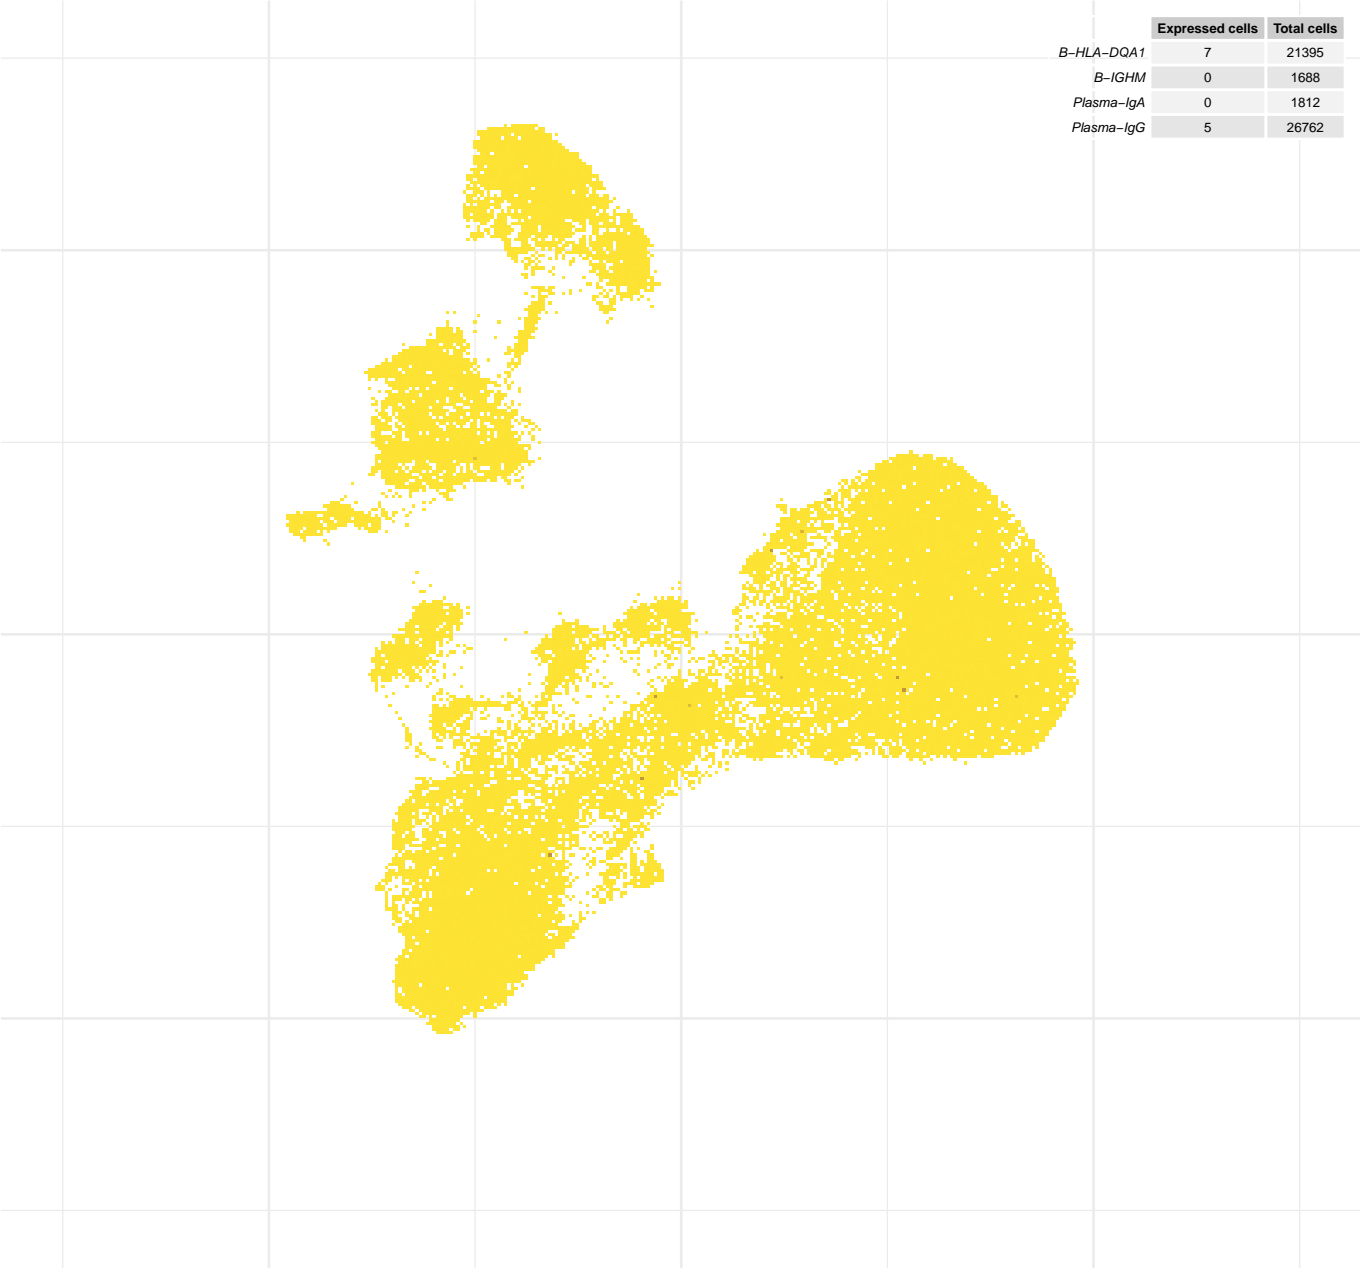 Expressed cells Total cells
B−HLA−DQA1 7 21395
B−IGHM 0 1688
Plasma−IgA 0 1812
Plasma−IgG 5 26762